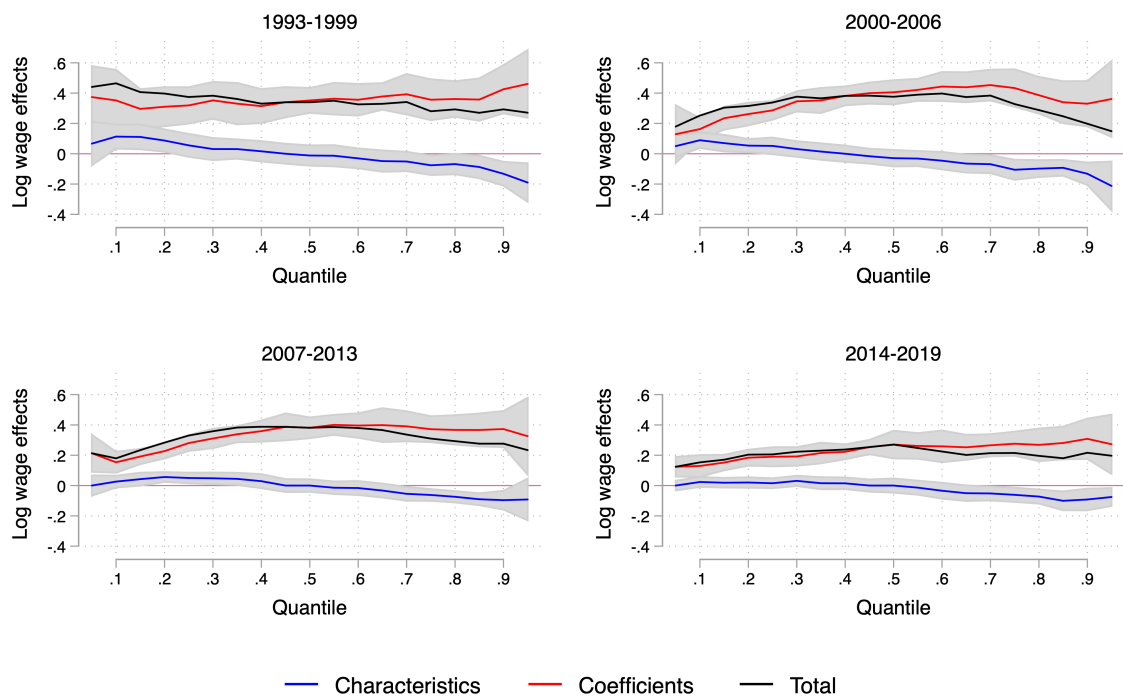 1993-1999
Log wage effects
.6
.4
.2
0
-.2
-.4
.1 .2 .3 .4 .5 .6 .7 .8 .9
Quantile
2000-2006
Log wage effects
.6
.4
.2
0
-.2
-.4
.1 .2 .3 .4 .5 .6 .7 .8 .9
Quantile
2007-2013
Log wage effects
.6
.4
.2
0
-.2
-.4
.1 .2 .3 .4 .5 .6 .7 .8 .9
Quantile
2014-2019
Log wage effects
.6
.4
.2
0
-.2
-.4
.1 .2 .3 .4 .5 .6 .7 .8 .9
Quantile
Characteristics Coefficients Total